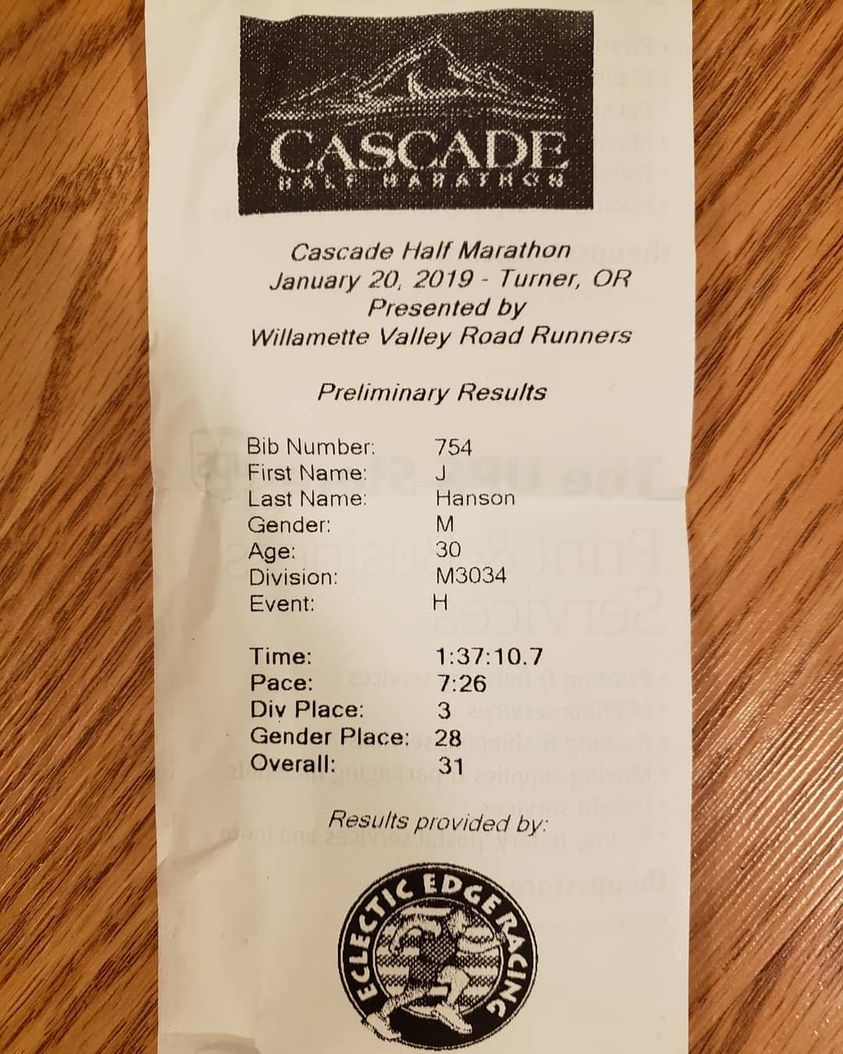 CASCADE
HALF MARATHON
Cascade Half Marathon
January 20, 2019 - Turner, OR
Presented by
Willamette Valley Road Runners
Preliminary Results
Bib Number: 754
First Name: J
Last Name: Hanson
Gender: M
Age: 30
Division: M3034
Event: H
Time: 1:37:10.7
Pace: 7:26
Div Place: 3
Gender Place: 28
Overall: 31
Results provided by:
ECLECTIC EDGE RACING